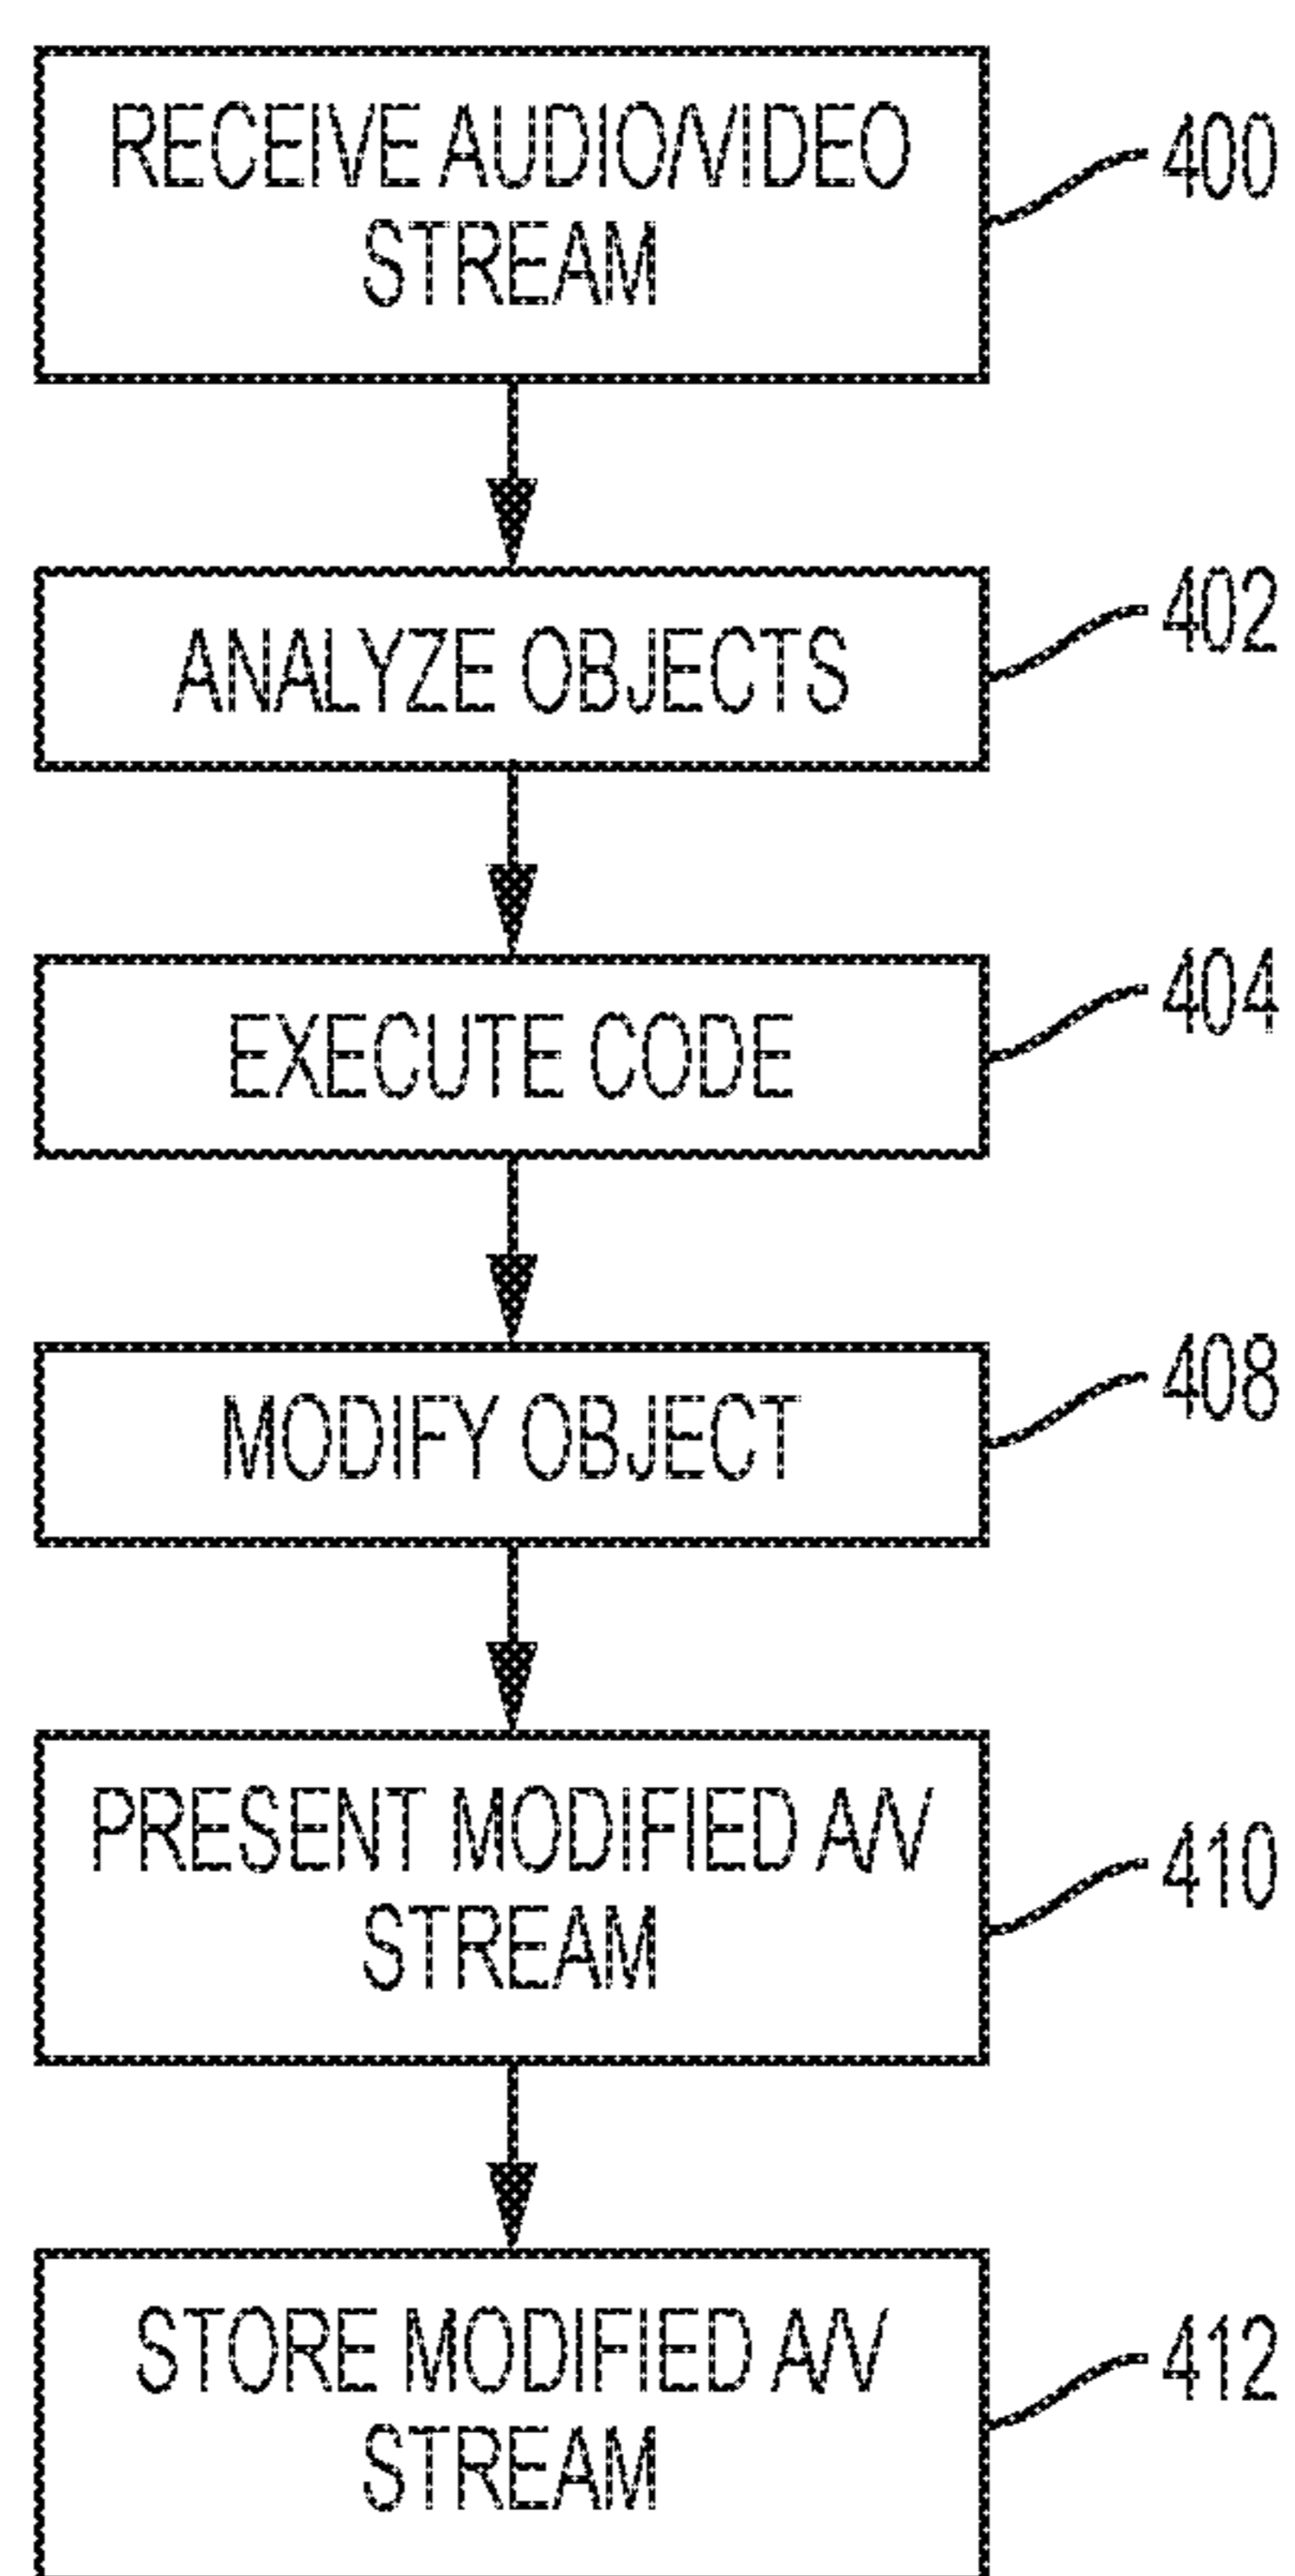 RECEIVE AUDIO/VIDEO
STREAM
400
ANALYZE OBJECTS
402
EXECUTE CODE
404
MODIFY OBJECT
408
PRESENT MODIFIED A/V
STREAM
410
STORE MODIFIED A/V
STREAM
412